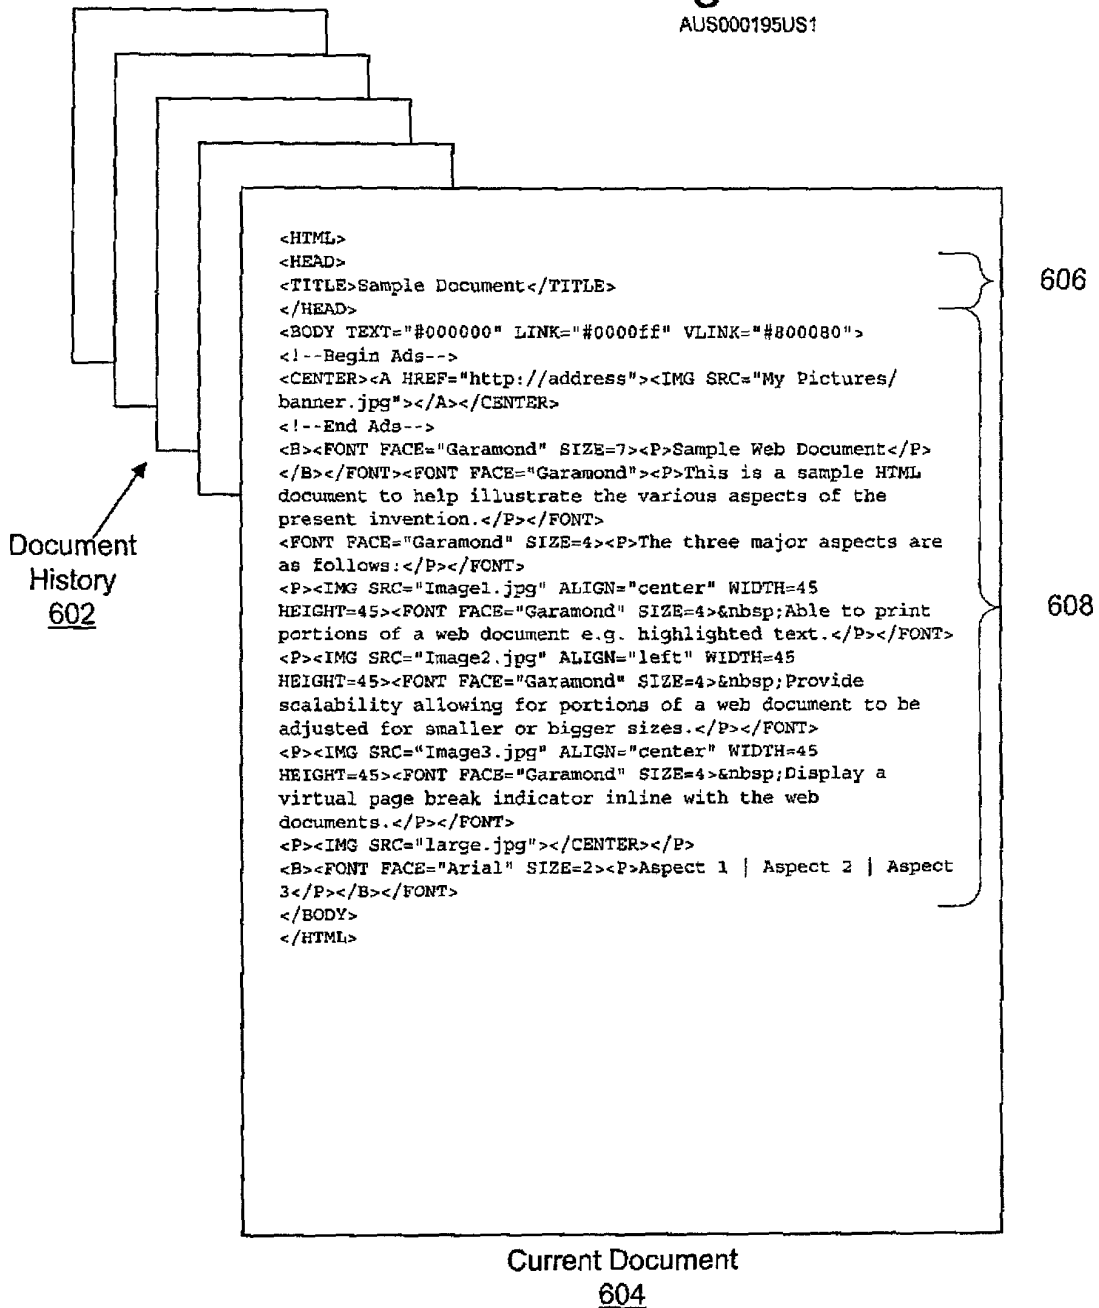 AUS000195US1
<HTML>
<HEAD>
<TITLE>Sample Document</TITLE>
</HEAD>
<BODY TEXT="#000000" LINK="#0000ff" VLINK="#800080">
<!--Begin Ads-->
<CENTER><A HREF="http://address"><IMG SRC="My Pictures/
banner.jpg"></A></CENTER>
<!--End Ads-->
<B><FONT FACE="Garamond" SIZE=7><P>Sample Web Document</P>
</B></FONT><FONT FACE="Garamond"><P>This is a sample HTML
document to help illustrate the various aspects of the
present invention.</P></FONT>
<FONT FACE="Garamond" SIZE=4><P>The three major aspects are
as follows:</P></FONT>
<P><IMG SRC="Image1.jpg" ALIGN="center" WIDTH=45
HEIGHT=45><FONT FACE="Garamond" SIZE=4>&nbsp;Able to print
portions of a web document e.g. highlighted text.</P></FONT>
<P><IMG SRC="Image2.jpg" ALIGN="left" WIDTH=45
HEIGHT=45><FONT FACE="Garamond" SIZE=4>&nbsp;Provide
scalability allowing for portions of a web document to be
adjusted for smaller or bigger sizes.</P></FONT>
<P><IMG SRC="Image3.jpg" ALIGN="center" WIDTH=45
HEIGHT=45><FONT FACE="Garamond" SIZE=4>&nbsp;Display a
virtual page break indicator inline with the web
documents.</P></FONT>
<P><IMG SRC="large.jpg"></CENTER></P>
<B><FONT FACE="Arial" SIZE=2><P>Aspect 1 | Aspect 2 | Aspect
3</P></B></FONT>
</BODY>
</HTML>
606
608
Document
History
602
Current Document
604